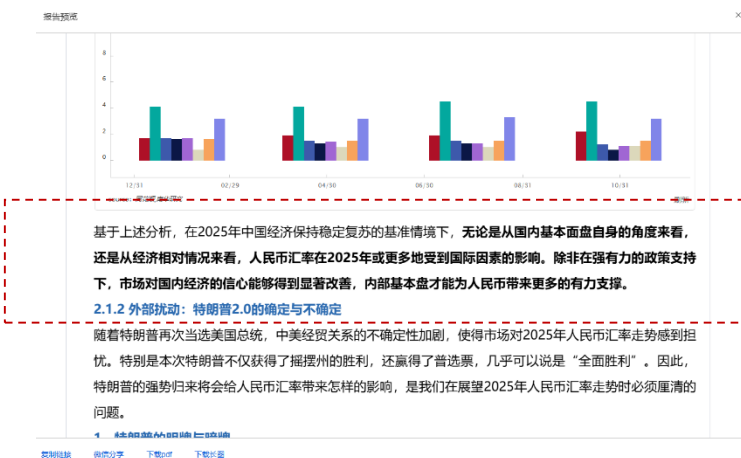 报告预览
×
8
6
4
2
0
12/31 02/29 04/30 06/30 08/31 10/31
基于上述分析，在2025年中国经济保持稳定复苏的基准情境下，无论是从国内基本面盘自身的角度来看，
还是从经济相对情况来看，人民币汇率在2025年或更多地受到国际因素的影响。除非在强有力的政策支持
下，市场对国内经济的信心能够得到显著改善，内部基本盘才能为人民币带来更多的有力支撑。
2.1.2 外部扰动：特朗普2.0的确定与不确定
随着特朗普再次当选美国总统，中美经贸关系的不确定性加剧，使得市场对2025年人民币汇率走势感到担
忧。特别是本次特朗普不仅获得了摇摆州的胜利，还赢得了普选票，几乎可以说是“全面胜利”。因此，
特朗普的强势归来将会给人民币汇率带来怎样的影响，是我们在展望2025年人民币汇率走势时必须厘清的
问题。
1、特朗普的明牌与暗牌
复制链接 微信分享 下载pdf 下载长图